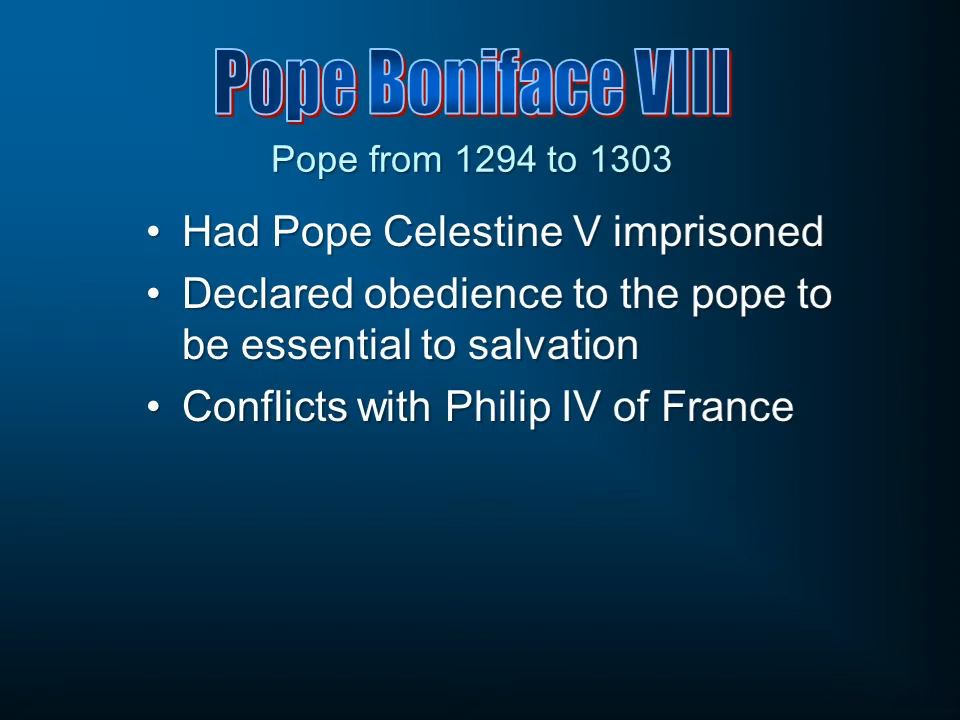 Pope Boniface VIII
Pope from 1294 to 1303
• Had Pope Celestine V imprisoned
• Declared obedience to the pope to
be essential to salvation
• Conflicts with Philip IV of France